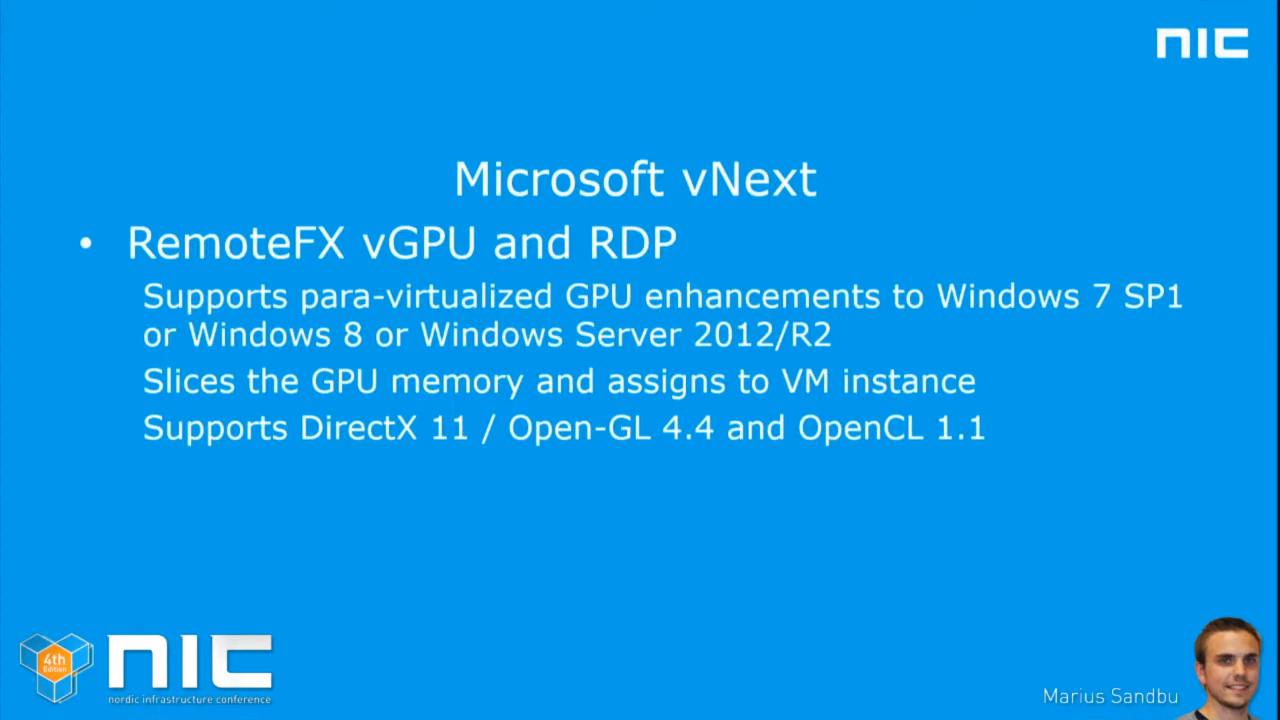 nic
Microsoft vNext
• RemoteFX vGPU and RDP
Supports para-virtualized GPU enhancements to Windows 7 SP1
or Windows 8 or Windows Server 2012/R2
Slices the GPU memory and assigns to VM instance
Supports DirectX 11 / Open-GL 4.4 and OpenCL 1.1
4th
Edition
nic
nordic infrastructure conference
Marius Sandbu